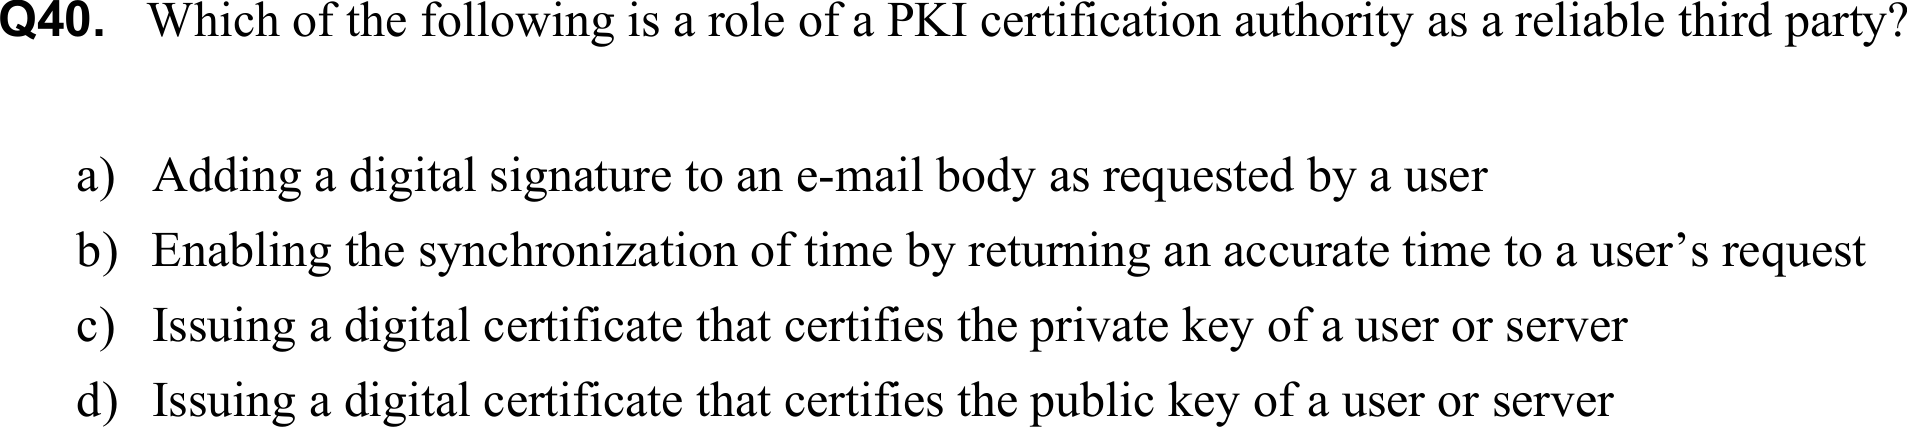 Q40. Which of the following is a role of a PKI certification authority as a reliable third party?
a) Adding a digital signature to an e-mail body as requested by a user
b) Enabling the synchronization of time by returning an accurate time to a user’s request
c) Issuing a digital certificate that certifies the private key of a user or server
d) Issuing a digital certificate that certifies the public key of a user or server